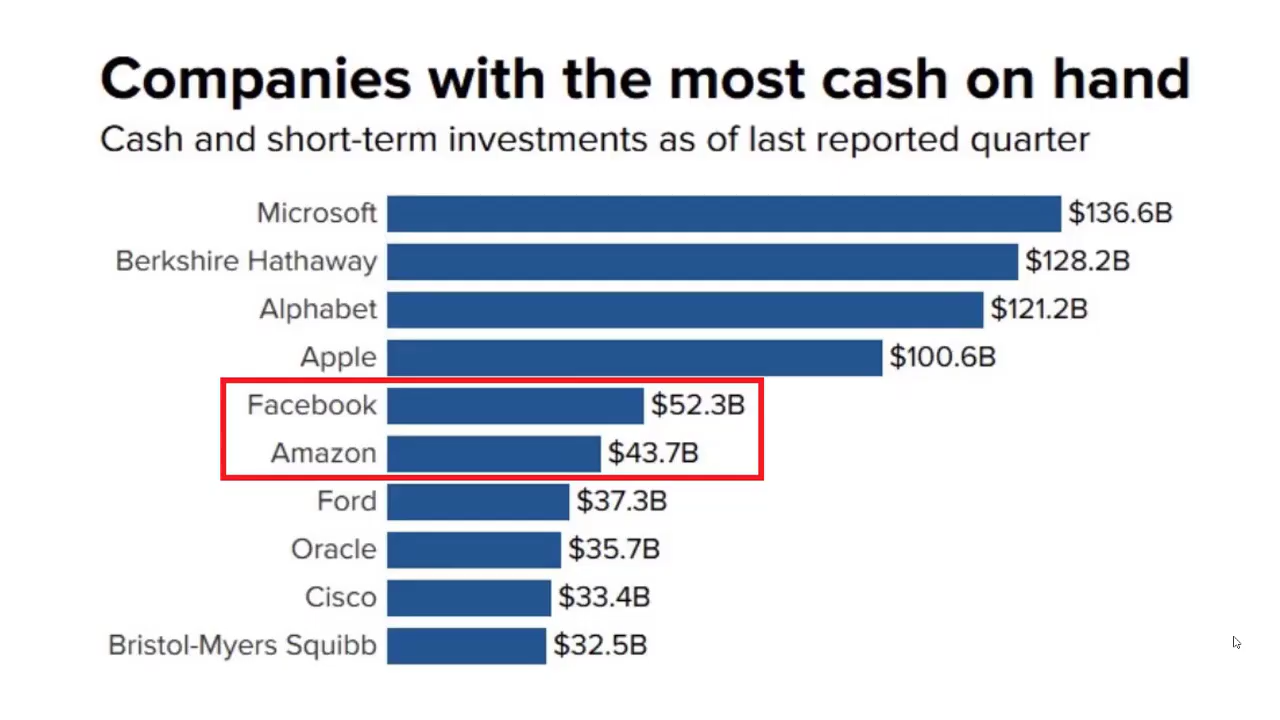 Companies with the most cash on hand
Cash and short-term investments as of last reported quarter
Microsoft $136.6B
Berkshire Hathaway $128.2B
Alphabet $121.2B
Apple $100.6B
Facebook $52.3B
Amazon $43.7B
Ford $37.3B
Oracle $35.7B
Cisco $33.4B
Bristol-Myers Squibb $32.5B